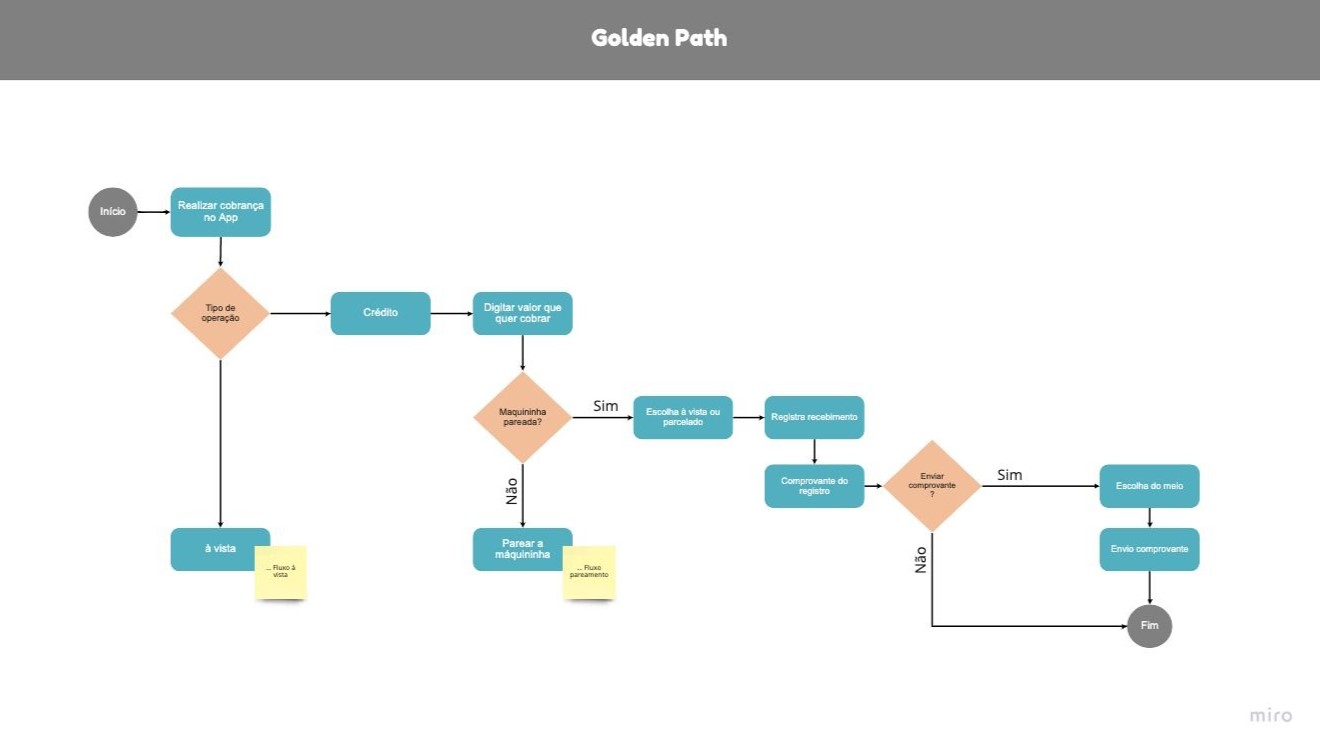 Golden Path
Início
Realizar cobrança
no App
Tipo de
operação
Crédito
Digitar valor que
quer cobrar
Maquininha
pareada?
Sim
Escolha à vista ou
parcelado
Registra recebimento
Comprovante do
registro
Enviar
comprovante
?
Sim
Escolha do meio
Não
à vista
... Fluxo à
vista
Parear a
máquininha
... Fluxo
pareamento
Não
Envio comprovante
Fim
miro